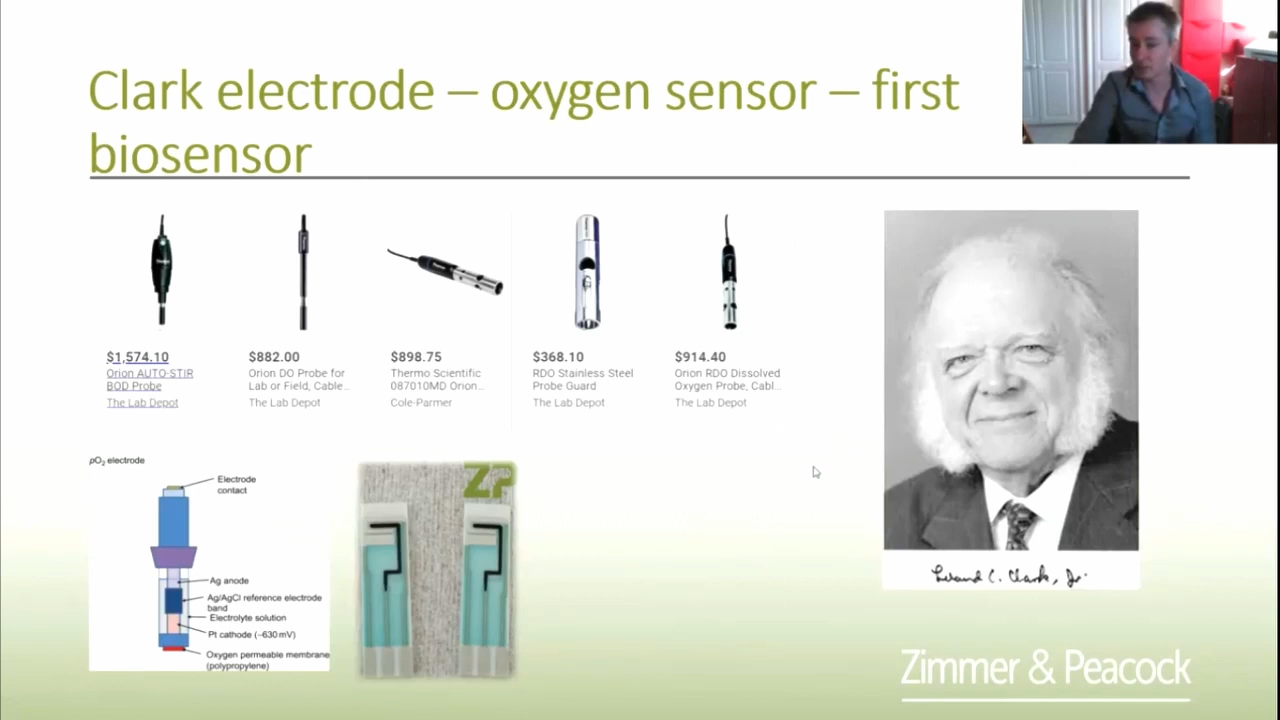 Clark electrode – oxygen sensor – first
biosensor
$1,574.10
Orion AUTO-STIR
BOD Probe
The Lab Depot
$882.00
Orion DO Probe for
Lab or Field, Cable...
The Lab Depot
$898.75
Thermo Scientific
087010MD Orion...
Cole-Parmer
$368.10
RDO Stainless Steel
Probe Guard
The Lab Depot
$914.40
Orion RDO Dissolved
Oxygen Probe, Cabl...
The Lab Depot
pO2 electrode
Electrode
contact
Ag anode
Ag/AgCl reference electrode
band
Electrolyte solution
Pt cathode (–630 mV)
Oxygen permeable membrane
(polypropylene)
ZP
Leland C. Clark, Jr.
Zimmer & Peacock